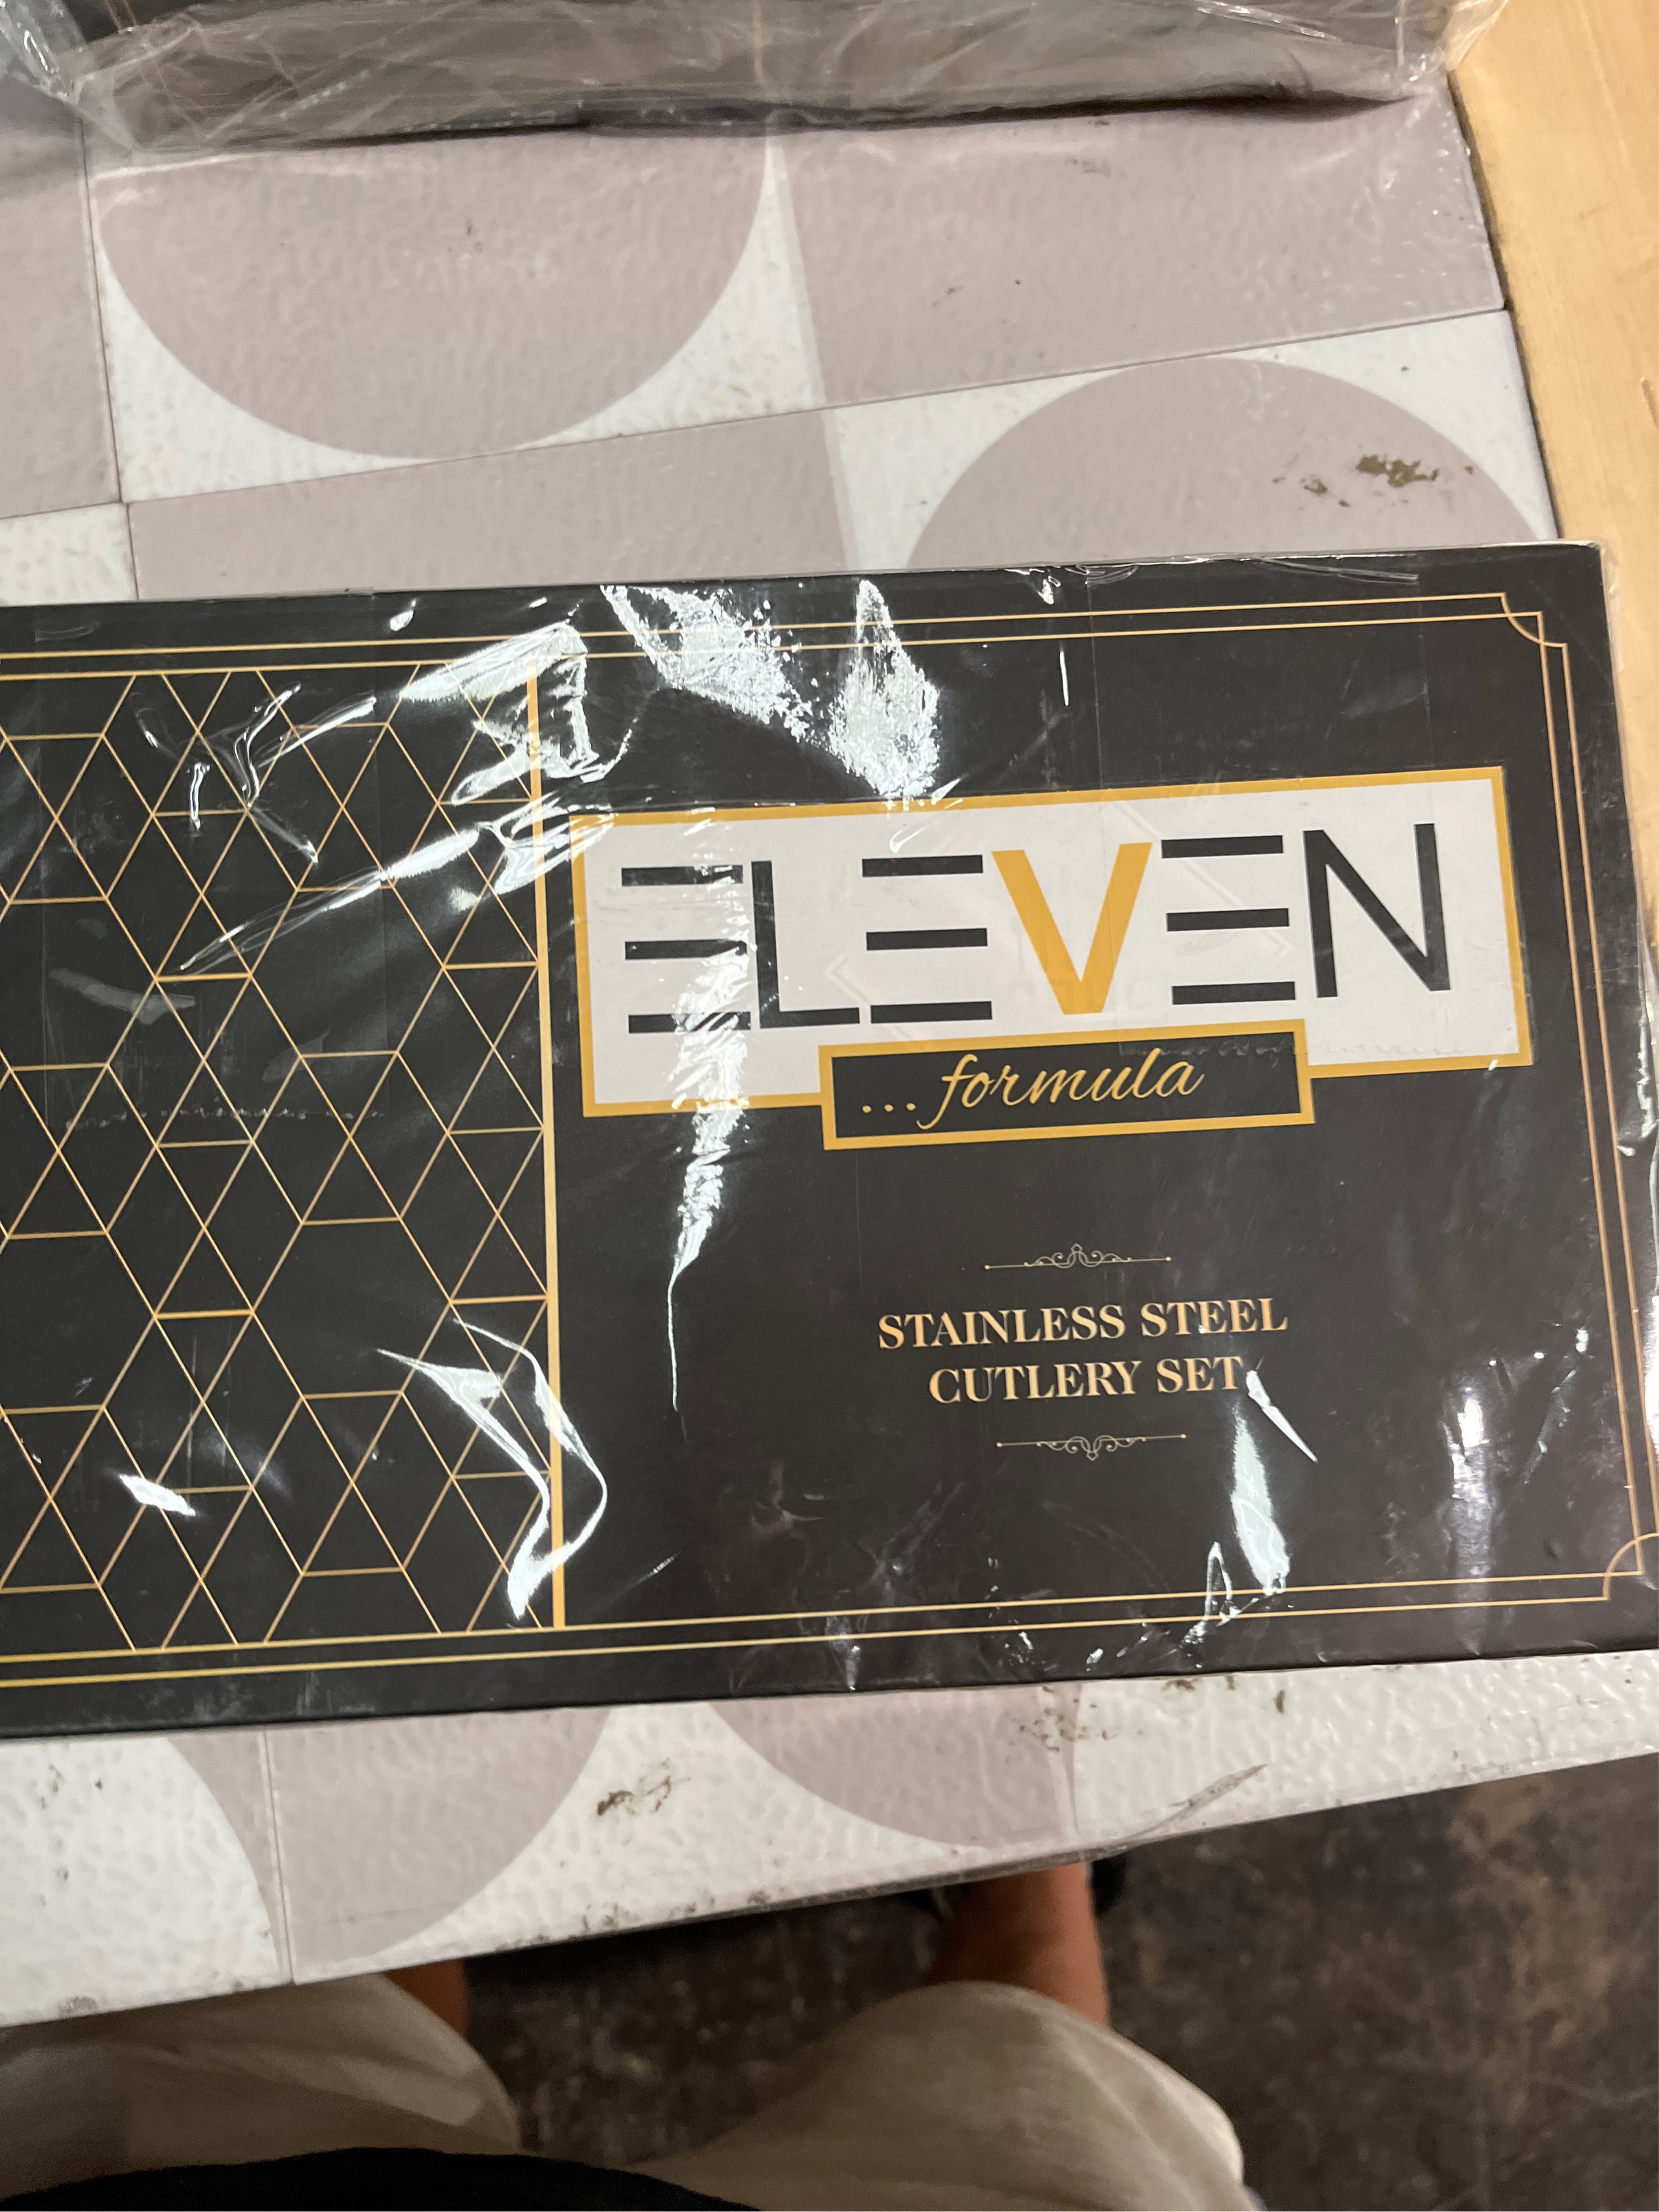 ELEVEN
...formula
STAINLESS STEEL
CUTLERY SET